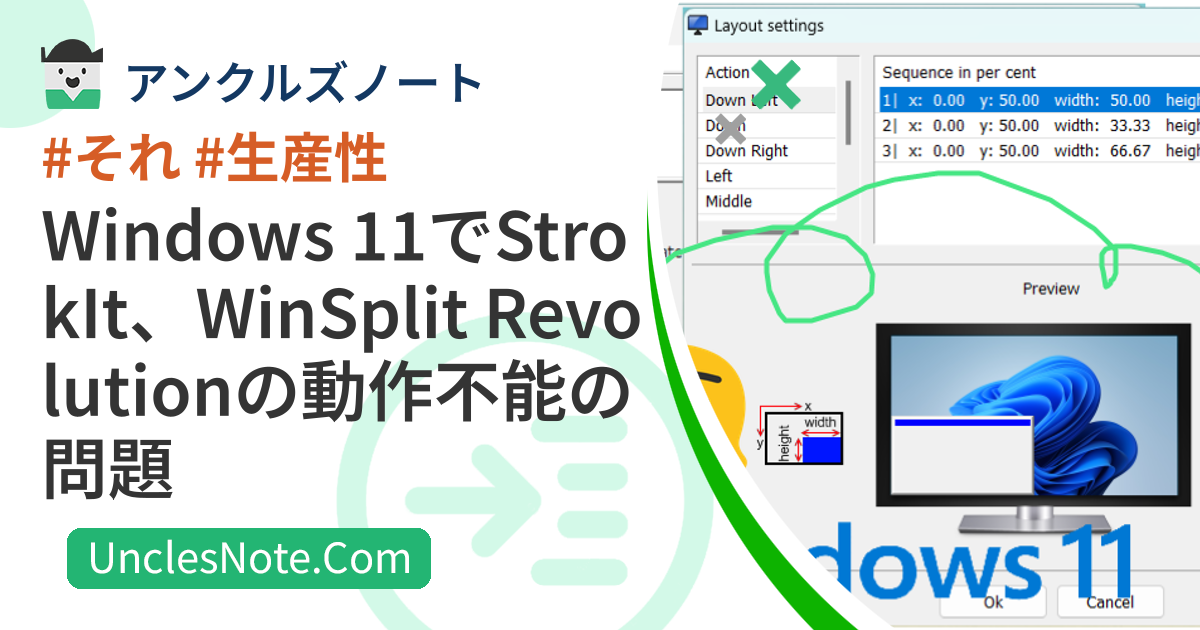 アンクルズノート
#それ #生産性
Windows 11でStro
kIt、WinSplit Revo
lutionの動作不能の
問題
UnclesNote.Com
Layout settings
Action
Down Left
Down
Down Right
Left
Middle
Sequence in per cent
1| x: 0.00 y: 50.00 width: 50.00 heigh
2| x: 0.00 y: 50.00 width: 33.33 heigh
3| x: 0.00 y: 50.00 width: 66.67 heigh
Preview
x
y
width
height
dows 11
Ok
Cancel